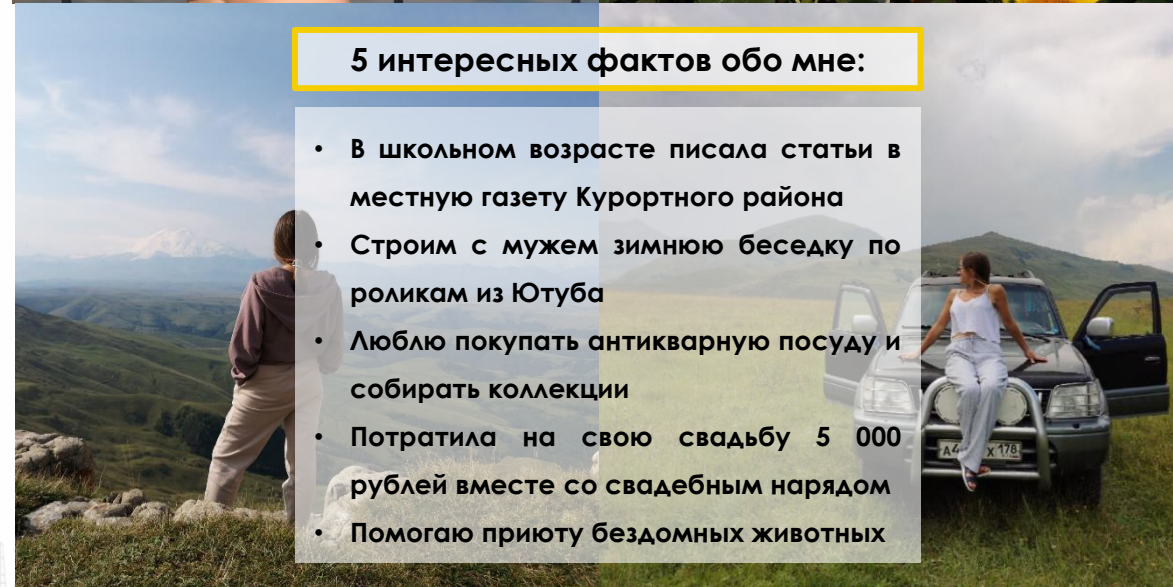 5 интересных фактов обо мне:
• В школьном возрасте писала статьи в
местную газету Курортного района
• Строим с мужем зимнюю беседку по
роликам из Ютуба
• Люблю покупать антикварную посуду и
собирать коллекции
• Потратила на свою свадьбу 5 000
рублей вместе со свадебным нарядом
• Помогаю приюту бездомных животных
178